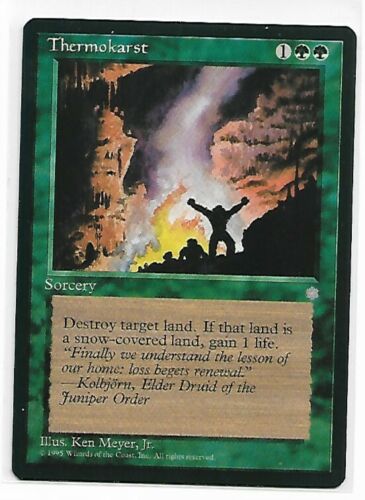 Thermokarst 1
Sorcery
Destroy target land. If that land is
a snow-covered land, gain 1 life.
"Finally we understand the lesson of
our home: loss begets renewal."
—Kolbjörn, Elder Druid of the
Juniper Order
Illus. Ken Meyer, Jr.
© 1995 Wizards of the Coast, Inc. All rights reserved.